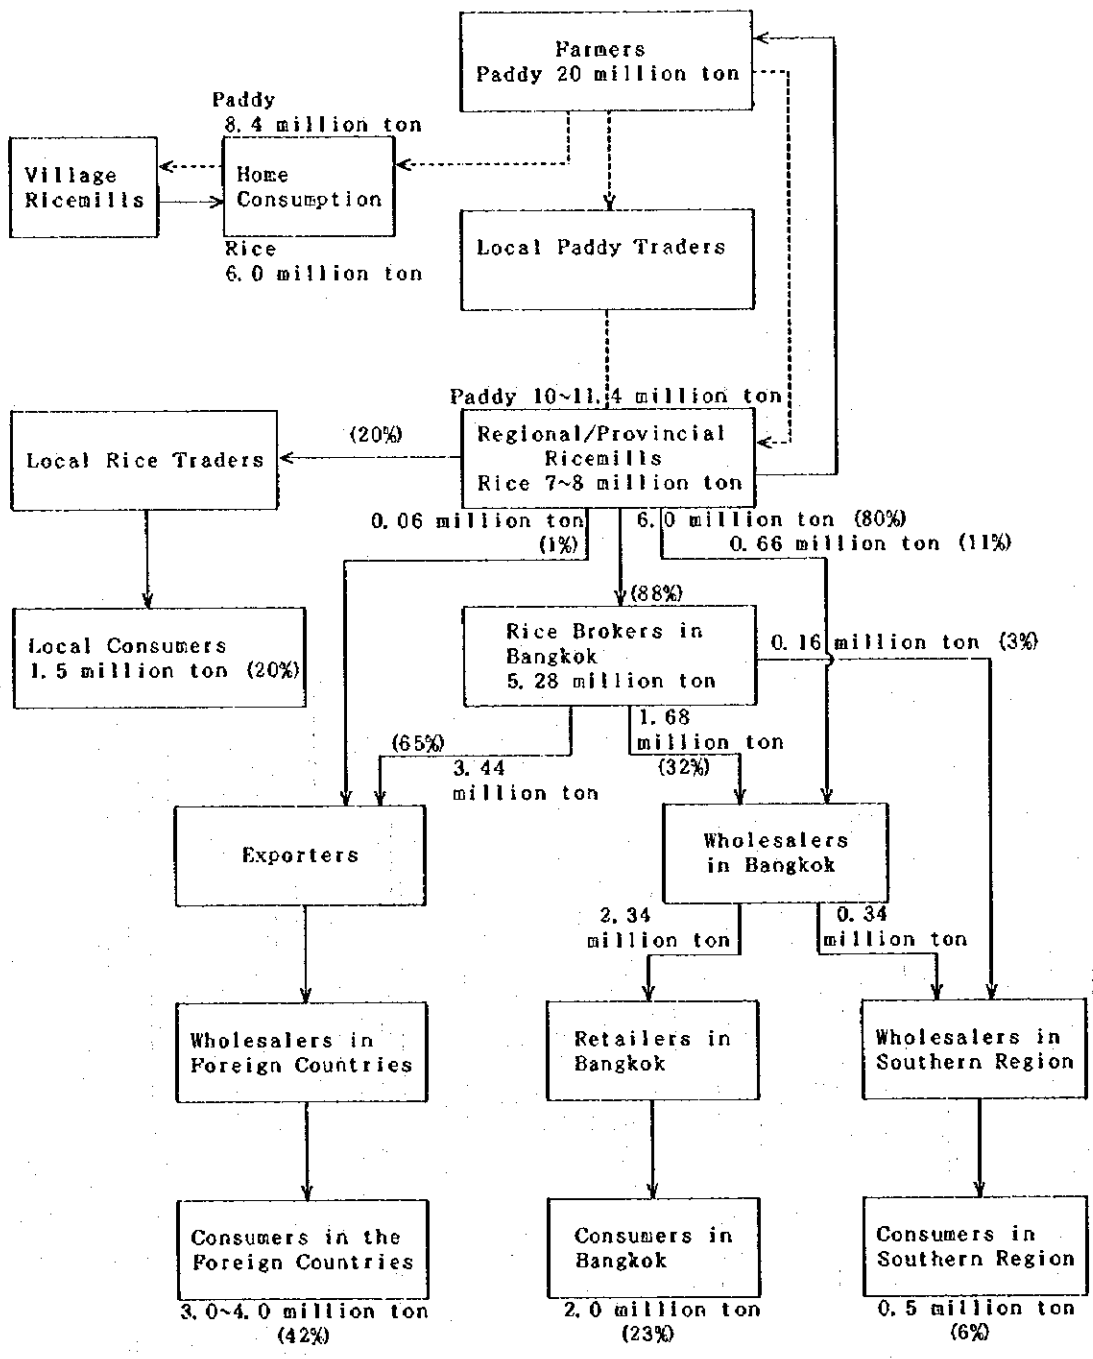 Farmers
Paddy 20 million ton
Paddy
8.4 million ton
Village
Ricemills
Home
Consumption
Rice
6.0 million ton
Local Paddy Traders
Paddy 10~11.4 million ton
(20%)
Local Rice Traders
Regional/Provincial
Ricemills
Rice 7~8 million ton
0.06 million ton
(1%)
6.0 million ton (80%)
0.66 million ton (11%)
(88%)
Local Consumers
1.5 million ton (20%)
Rice Brokers in
Bangkok
5.28 million ton
0.16 million ton (3%)
(65%)
3.44
million ton
1.68
million ton
(32%)
Exporters
Wholesalers
in Bangkok
2.34
million ton
0.34
million ton
Wholesalers in
Foreign Countries
Retailers in
Bangkok
Wholesalers in
Southern Region
Consumers in the
Foreign Countries
Consumers in
Bangkok
Consumers in
Southern Region
3.0~4.0 million ton
(42%)
2.0 million ton
(23%)
0.5 million ton
(6%)